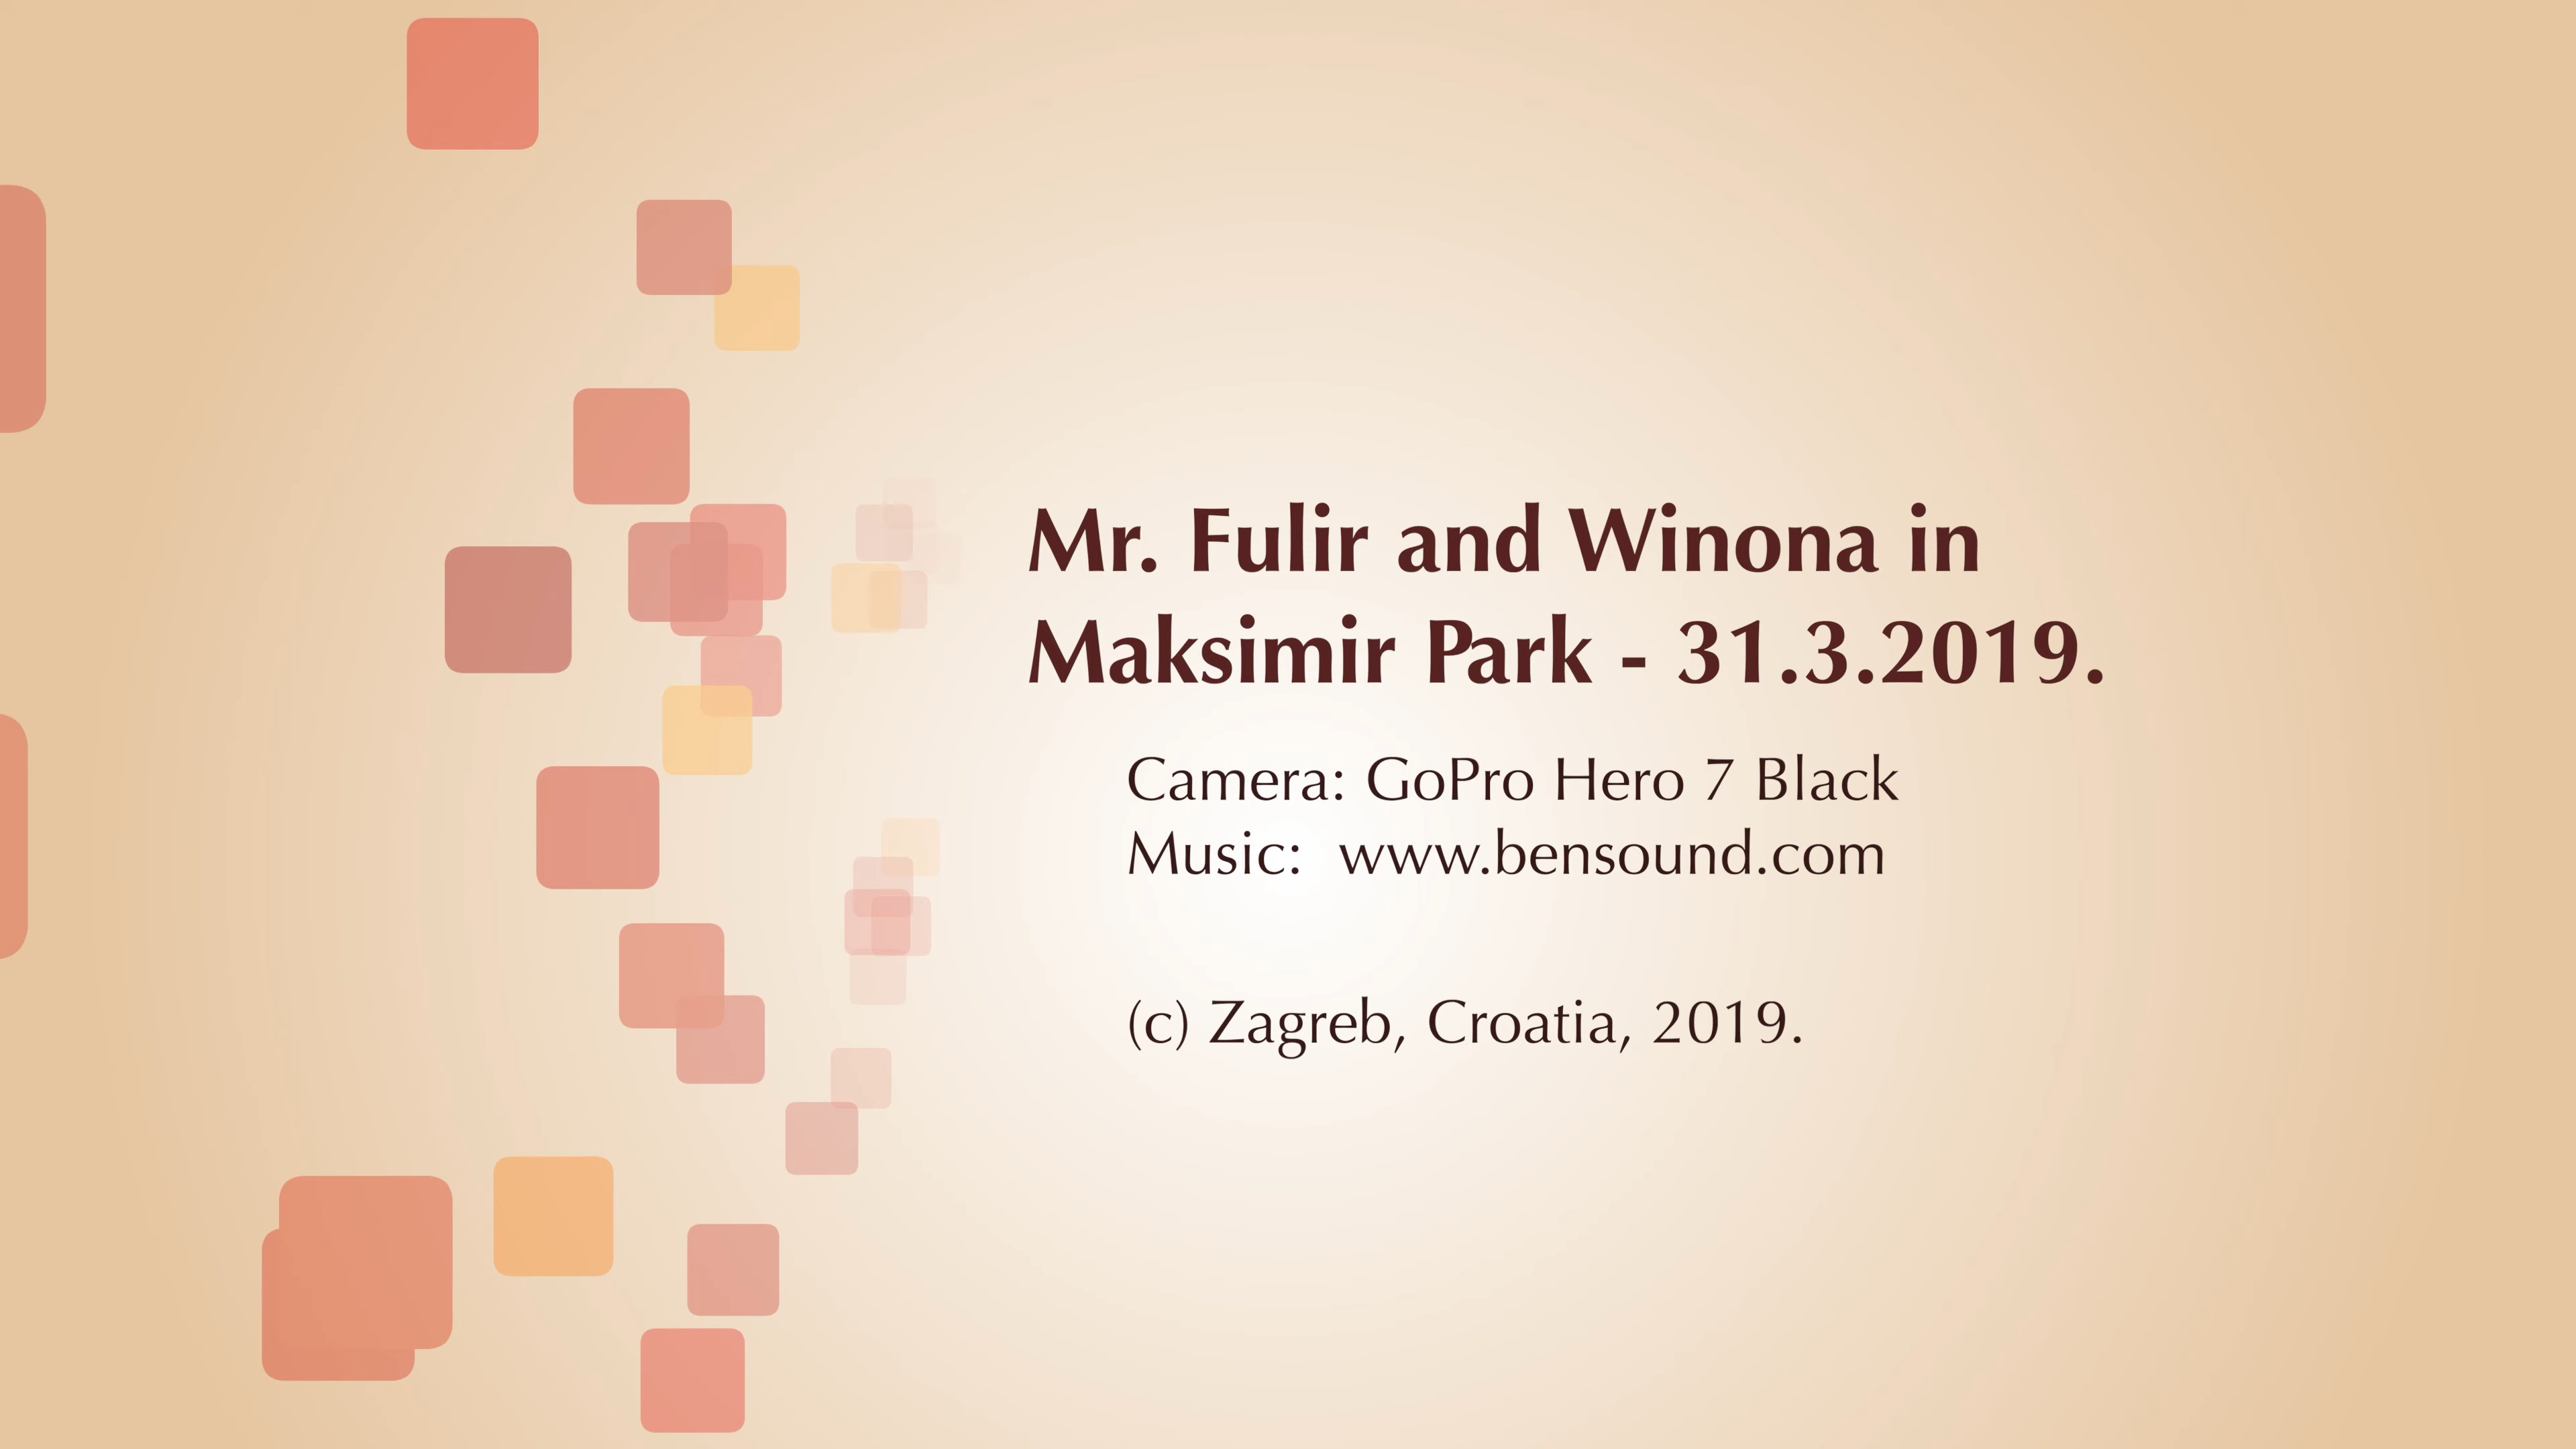 Mr. Fulir and Winona in
Maksimir Park - 31.3.2019.
Camera: GoPro Hero 7 Black
Music:  www.bensound.com
(c) Zagreb, Croatia, 2019.